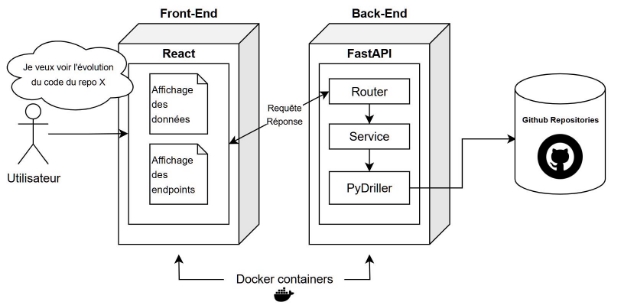 Front-End
Back-End
React
FastAPI
Je veux voir l'évolution
du code du repo X
Affichage
des
données
Affichage
des
endpoints
Utilisateur
Requête
Réponse
Router
Service
PyDriller
Github Repositories
Docker containers